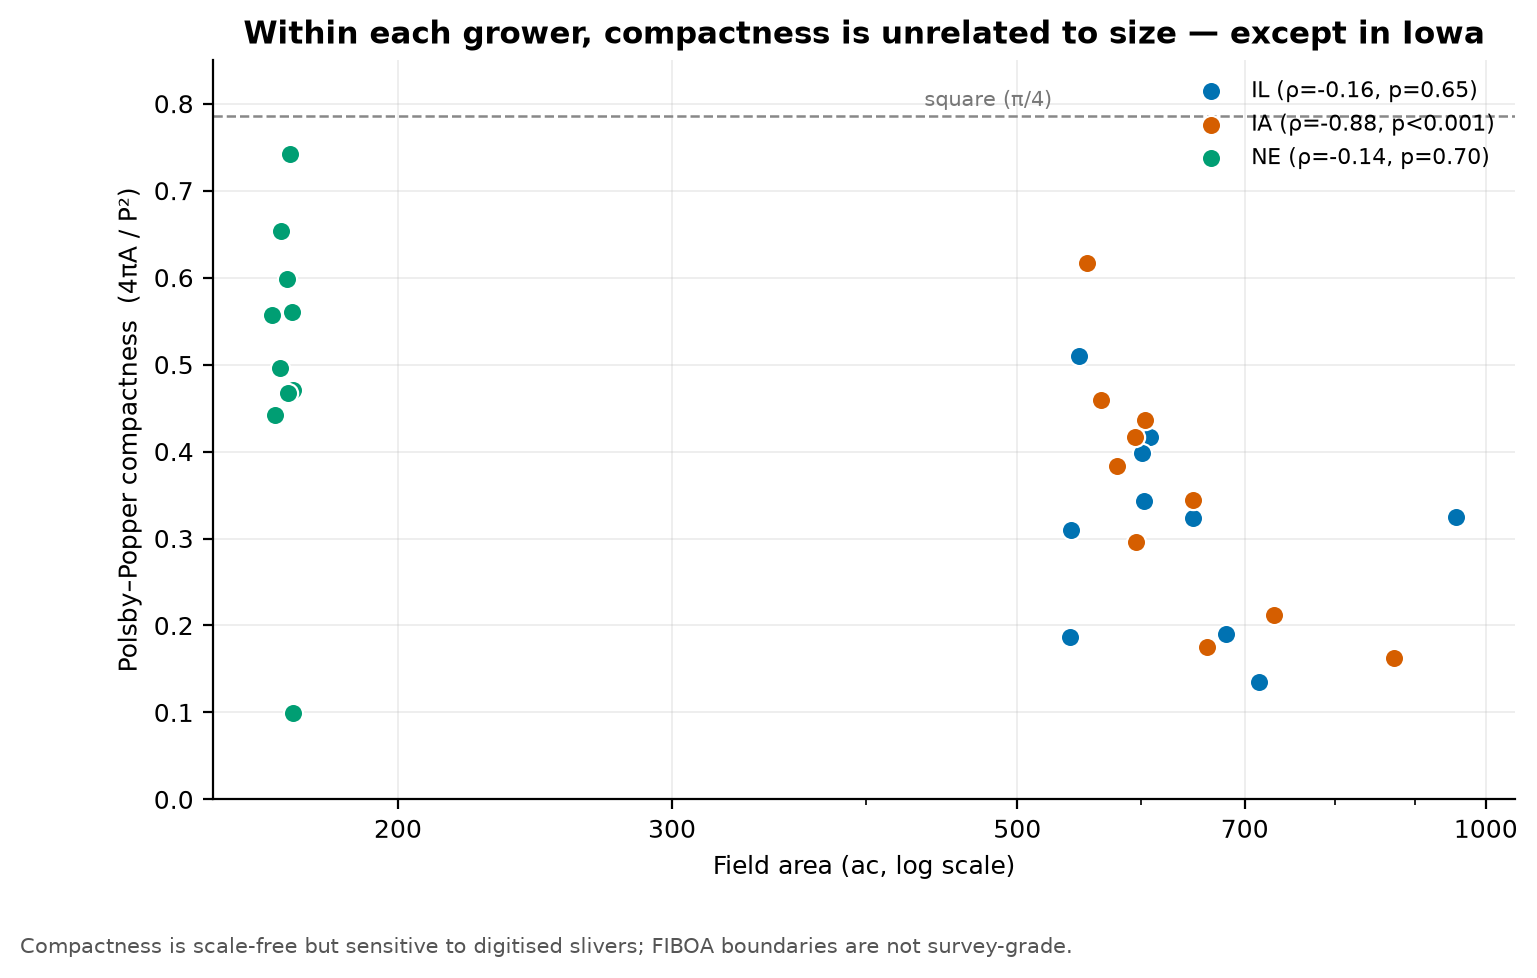 Within each grower, compactness is unrelated to size — except in Iowa
square (π/4)
IL (ρ=-0.16, p=0.65)
IA (ρ=-0.88, p<0.001)
NE (ρ=-0.14, p=0.70)
Polsby–Popper compactness (4πA / P²)
0.8
0.7
0.6
0.5
0.4
0.3
0.2
0.1
0.0
200 300 500 700 1000
Field area (ac, log scale)
Compactness is scale-free but sensitive to digitised slivers; FIBOA boundaries are not survey-grade.